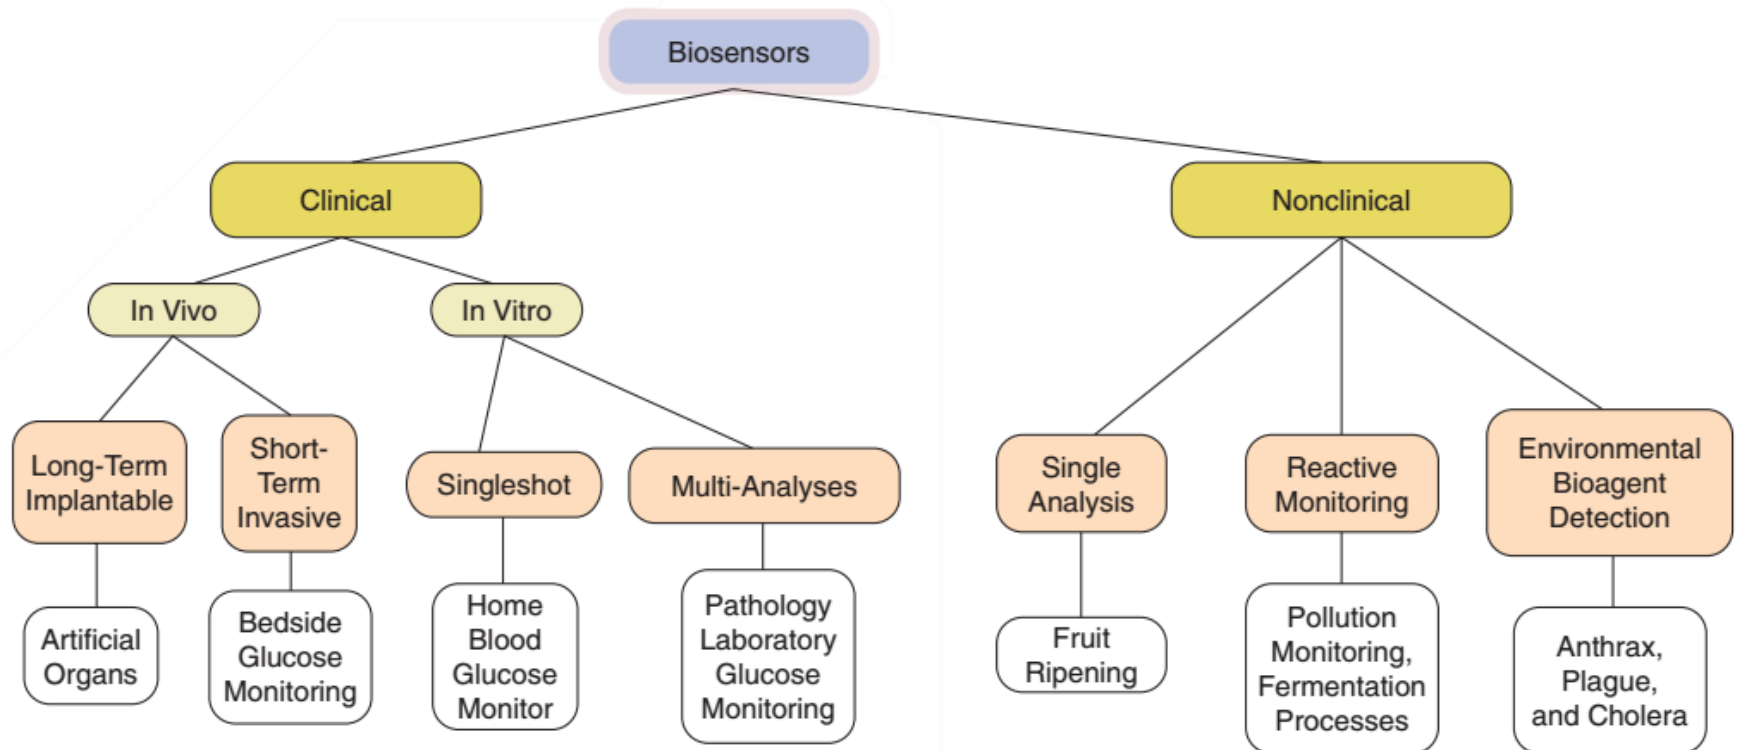 Biosensors
Clinical
Nonclinical
In Vivo
In Vitro
Long-Term
Implantable
Short-
Term
Invasive
Singleshot
Multi-Analyses
Single
Analysis
Reactive
Monitoring
Environmental
Bioagent
Detection
Artificial
Organs
Bedside
Glucose
Monitoring
Home
Blood
Glucose
Monitor
Pathology
Laboratory
Glucose
Monitoring
Fruit
Ripening
Pollution
Monitoring,
Fermentation
Processes
Anthrax,
Plague,
and Cholera